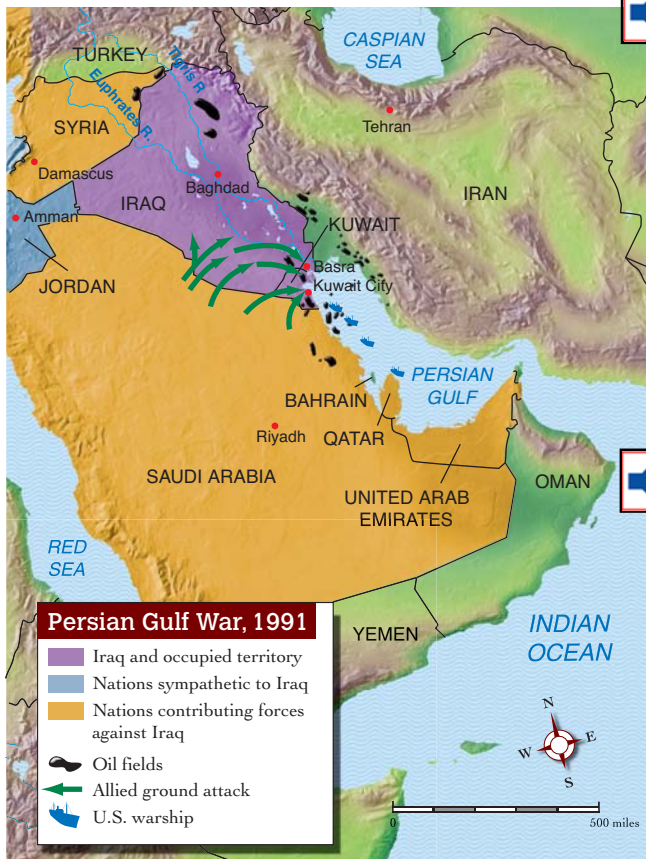 CASPIAN
SEA
TURKEY
Tigris R.
Euphrates R.
SYRIA
Tehran
Damascus
Baghdad
IRAN
IRAQ
Amman
KUWAIT
JORDAN
Basra
Kuwait City
PERSIAN
GULF
BAHRAIN
QATAR
Riyadh
SAUDI ARABIA
OMAN
UNITED ARAB
EMIRATES
RED
SEA
YEMEN
INDIAN
OCEAN
Persian Gulf War, 1991
Iraq and occupied territory
Nations sympathetic to Iraq
Nations contributing forces
against Iraq
Oil fields
Allied ground attack
U.S. warship
N
W
E
S
0
500 miles